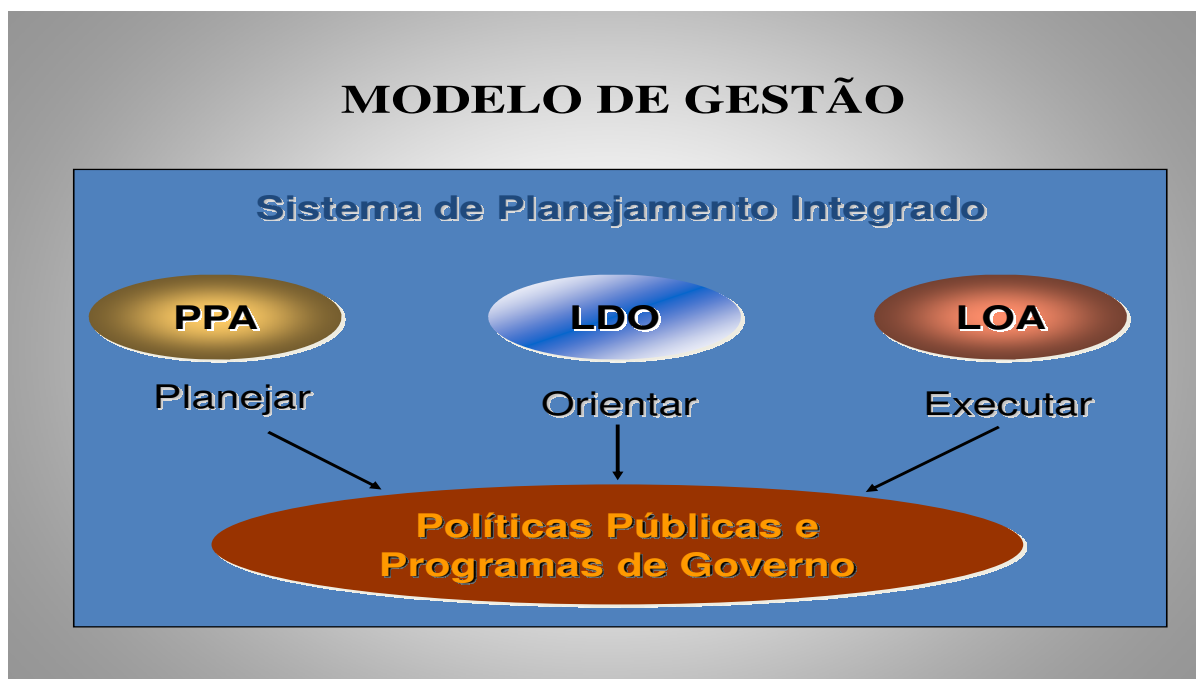 MODELO DE GESTÃO
Sistema de Planejamento Integrado
PPA
LDO
LOA
Planejar
Orientar
Executar
Políticas Públicas e
Programas de Governo